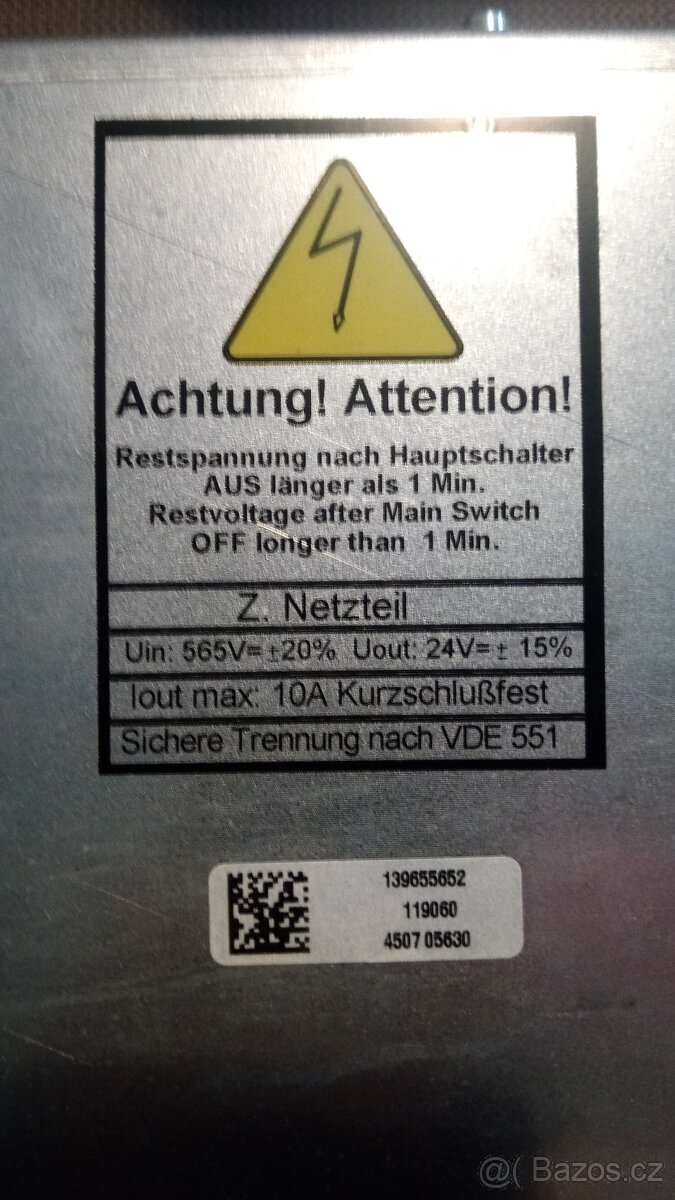 Achtung! Attention!
Restspannung nach Hauptschalter
AUS länger als 1 Min.
Restvoltage after Main Switch
OFF longer than 1 Min.
Z. Netzteil
Uin: 565V= ±20% Uout: 24V= ± 15%
Iout max: 10A Kurzschlußfest
Sichere Trennung nach VDE 551
139655652
119060
4507 05630
@( Bazos.cz